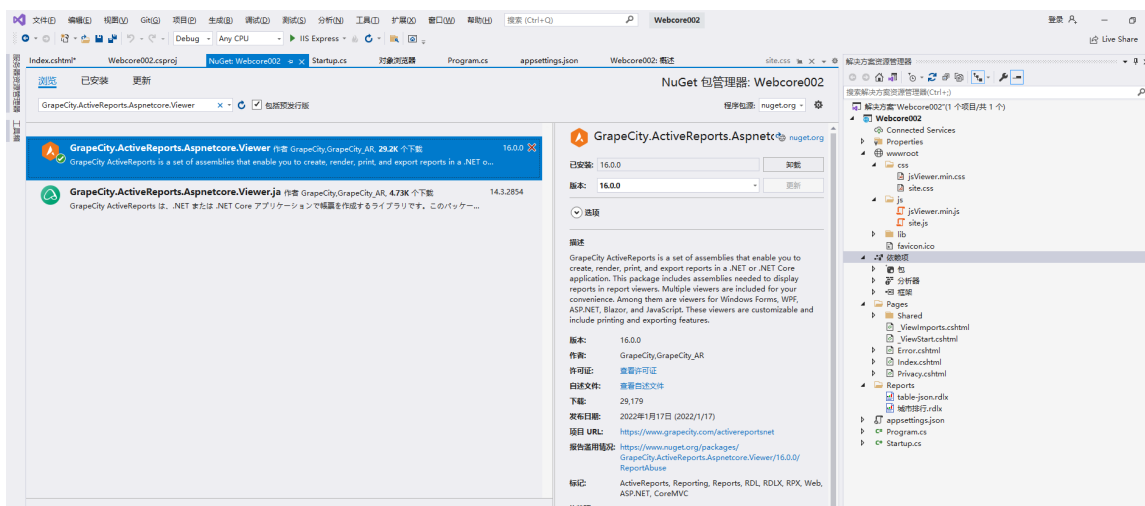 文件(F) 编辑(E) 视图(V) Git(G) 项目(P) 生成(B) 调试(D) 测试(S) 分析(N) 工具(T) 扩展(X) 窗口(W) 帮助(H) 搜索 (Ctrl+Q) Webcore002 登录
Debug Any CPU IIS Express Live Share
Index.cshtml* Webcore002.csproj NuGet: Webcore002 Startup.cs 对象浏览器 Program.cs appsettings.json Webcore002: 概述 site.css
浏览 已安装 更新 NuGet 包管理器: Webcore002
GrapeCity.ActiveReports.Aspnetcore.Viewer 包括预发行版 程序包源: nuget.org
工具箱
GrapeCity.ActiveReports.Aspnetcore.Viewer 作者 GrapeCity,GrapeCity_AR, 29.2K 个下载 16.0.0
GrapeCity ActiveReports is a set of assemblies that enable you to create, render, print, and export reports in a .NET o...
GrapeCity.ActiveReports.Aspnetcore.Viewer.ja 作者 GrapeCity,GrapeCity_AR, 4.73K 个下载 14.3.2854
GrapeCity ActiveReports は、.NET または .NET Core アプリケーションで帳票を作成するライブラリです。このパッケー...
GrapeCity.ActiveReports.Aspnetc nuget.org
已安装: 16.0.0 卸载
版本: 16.0.0 更新
选项
描述
GrapeCity ActiveReports is a set of assemblies that enable you to
create, render, print, and export reports in a .NET or .NET Core
application. This package includes assemblies needed to display
reports in report viewers. Multiple viewers are included for your
convenience. Among them are viewers for Windows Forms, WPF,
ASP.NET, Blazor, and JavaScript. These viewers are customizable and
include printing and exporting features.
版本: 16.0.0
作者: GrapeCity,GrapeCity_AR
许可证: 查看许可证
自述文件: 查看自述文件
下载: 29,179
发布日期: 2022年1月17日 (2022/1/17)
项目 URL: https://www.grapecity.com/activereportsnet
报告滥用情况: https://www.nuget.org/packages/
GrapeCity.ActiveReports.Aspnetcore.Viewer/16.0.0/
ReportAbuse
标记: ActiveReports, Reporting, Reports, RDL, RDLX, RPX, Web,
ASP.NET, CoreMVC
解决方案资源管理器
搜索解决方案资源管理器(Ctrl+;)
解决方案"Webcore002"(1 个项目/共 1 个)
Webcore002
Connected Services
Properties
wwwroot
css
jsViewer.min.css
site.css
js
jsViewer.min.js
site.js
lib
favicon.ico
依赖项
包
分析器
框架
Pages
Shared
_ViewImports.cshtml
_ViewStart.cshtml
Error.cshtml
Index.cshtml
Privacy.cshtml
Reports
table-json.rdlx
城市排行.rdlx
appsettings.json
Program.cs
Startup.cs